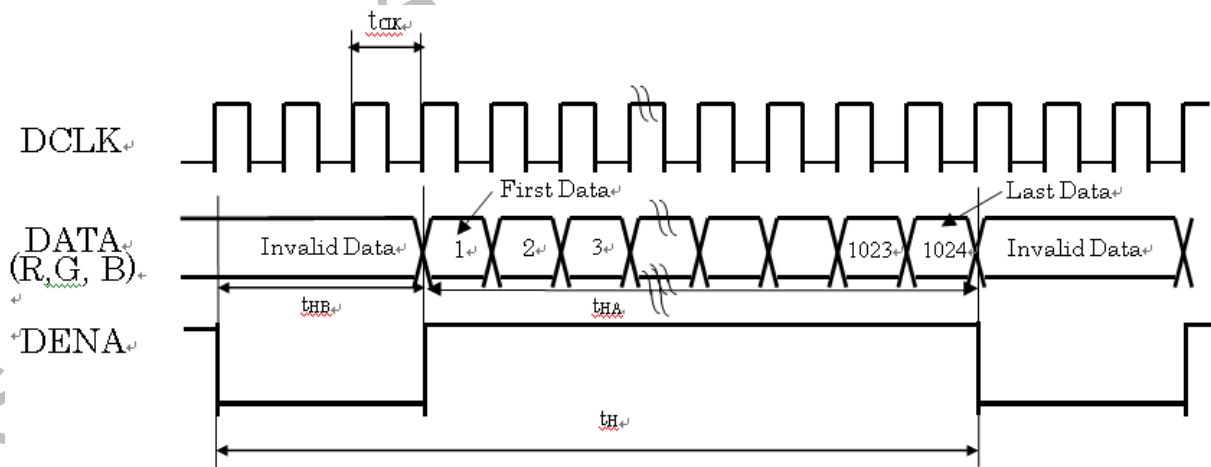 tCLK
DCLK
First Data
Last Data
DATA
(R,G, B)
Invalid Data
1
2
3
1023
1024
Invalid Data
tHB
tHA
DENA
tH